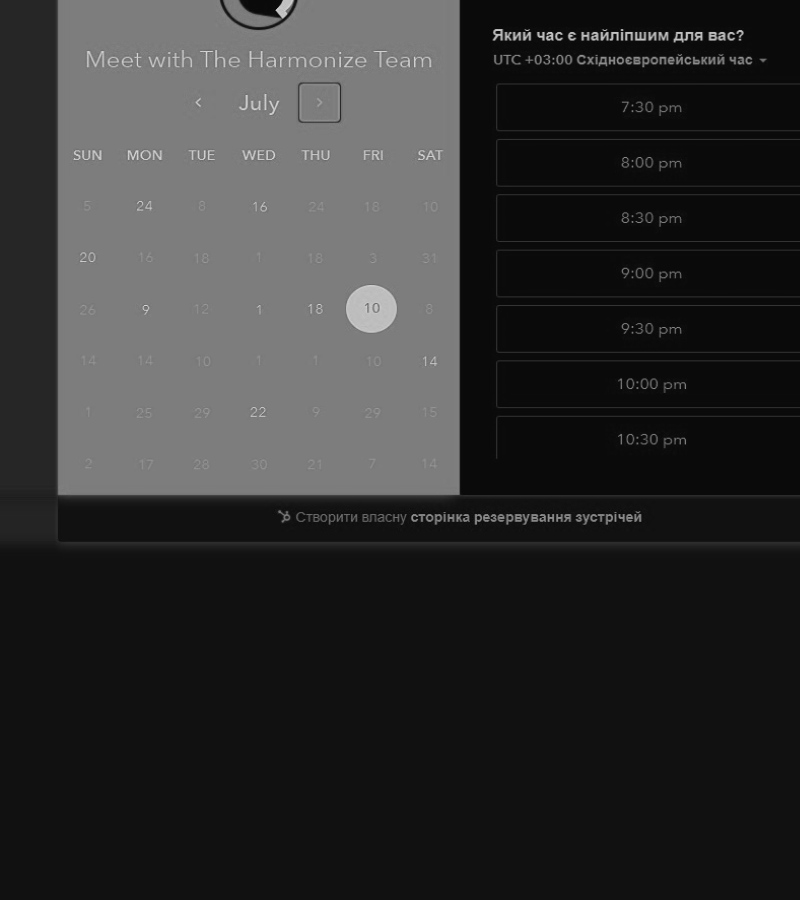 Meet with The Harmonize Team
July
SUN MON TUE WED THU FRI SAT
5 24 8 16 24 18 10
20 16 18 1 18 3 31
26 9 12 1 18 10 8
14 14 10 1 1 10 14
1 25 29 22 9 29 15
2 17 28 30 21 7 14
Який час є найліпшим для вас?
UTC +03:00 Східноєвропейський час
7:30 pm
8:00 pm
8:30 pm
9:00 pm
9:30 pm
10:00 pm
10:30 pm
Створити власну сторінка резервування зустрічей